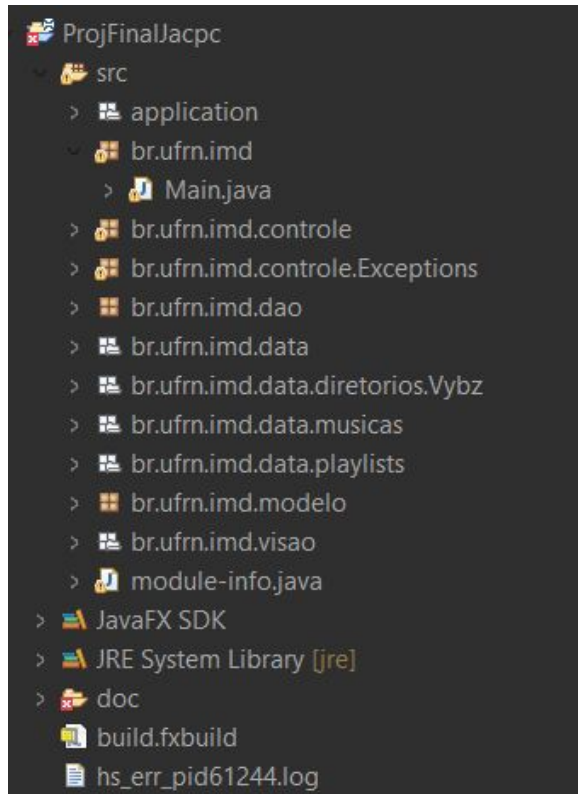 ProjFinalJacpc
src
application
br.ufrn.imd
Main.java
br.ufrn.imd.controle
br.ufrn.imd.controle.Exceptions
br.ufrn.imd.dao
br.ufrn.imd.data
br.ufrn.imd.data.diretorios.Vybz
br.ufrn.imd.data.musicas
br.ufrn.imd.data.playlists
br.ufrn.imd.modelo
br.ufrn.imd.visao
module-info.java
JavaFX SDK
JRE System Library [jre]
doc
build.fxbuild
hs_err_pid61244.log